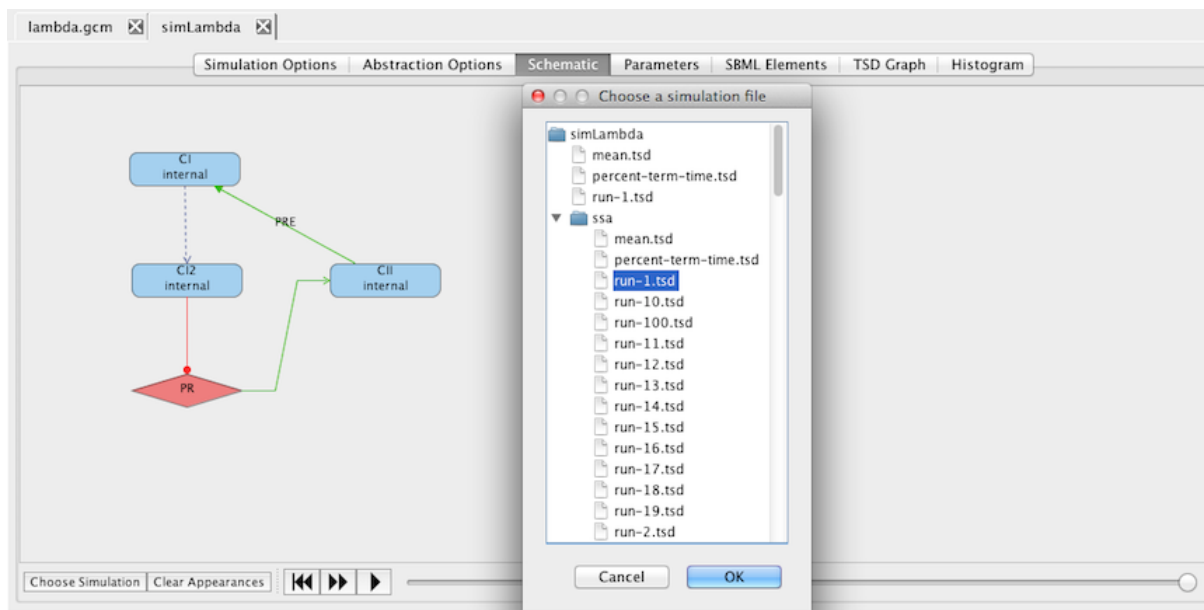 lambda.gcm simLambda
Simulation Options Abstraction Options Schematic Parameters SBML Elements TSD Graph Histogram
Choose a simulation file
simLambda
mean.tsd
percent-term-time.tsd
run-1.tsd
ssa
mean.tsd
percent-term-time.tsd
run-1.tsd
run-10.tsd
run-100.tsd
run-11.tsd
run-12.tsd
run-13.tsd
run-14.tsd
run-15.tsd
run-16.tsd
run-17.tsd
run-18.tsd
run-19.tsd
run-2.tsd
Cancel OK
CI
internal
PRE
CI2
internal
CII
internal
PR
Choose Simulation Clear Appearances